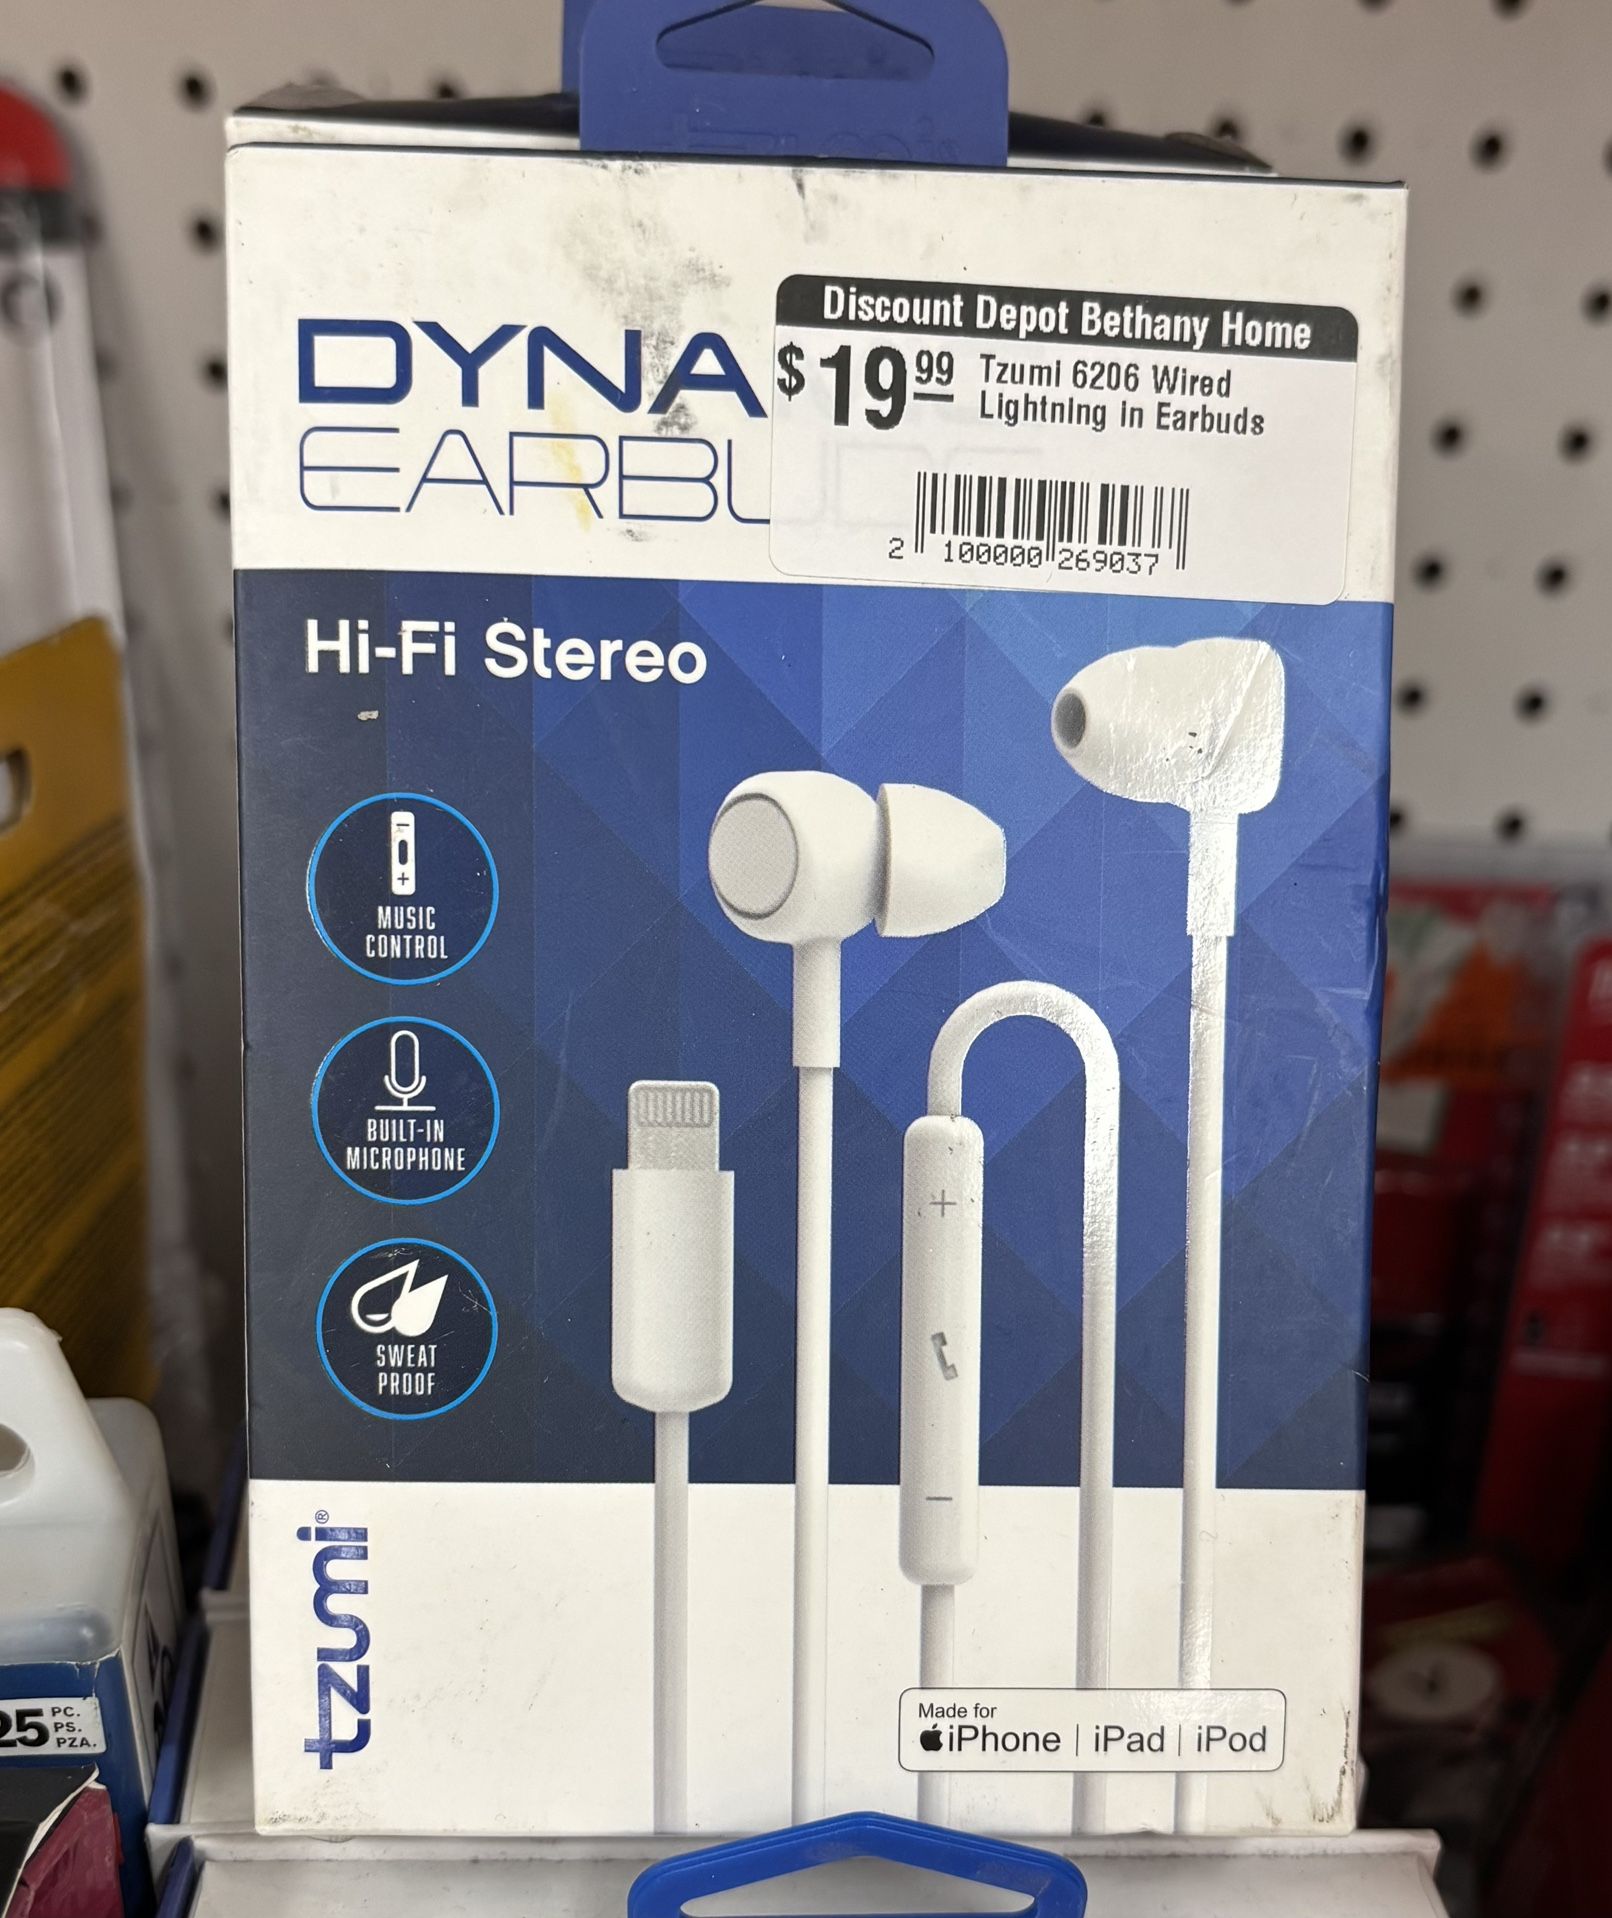 Discount Depot Bethany Home
$19.99
Tzumi 6206 Wired
Lightning in Earbuds
2 100000 269037
DYNA
EARBU
Hi-Fi Stereo
MUSIC
CONTROL
BUILT-IN
MICROPHONE
SWEAT
PROOF
+
−
tzumi®
Made for
iPhone | iPad | iPod
25 PC.
PS.
PZA.